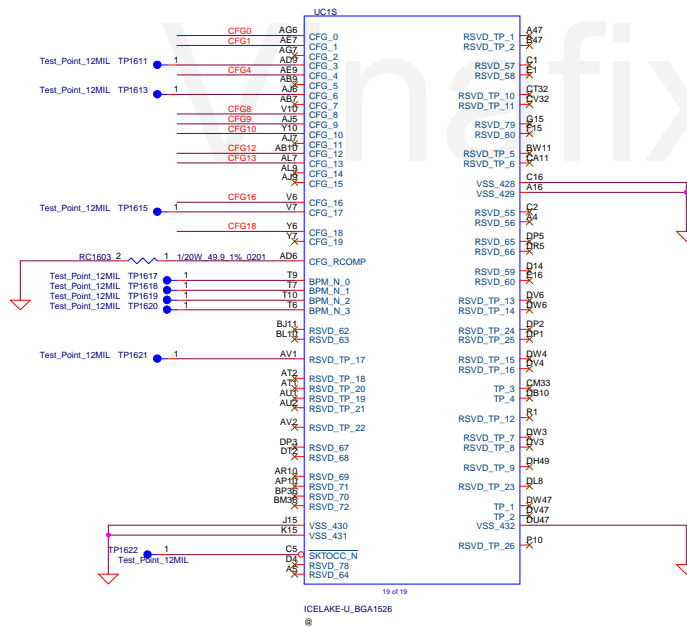 UC1S
CFG0 AG6 CFG_0 RSVD_TP_1 A47
CFG1 AE7 CFG_1 RSVD_TP_2 B47
AG7 CFG_2
Test_Point_12MIL TP1611 1 AD9 CFG_3 RSVD_57 C1
CFG4 AE9 CFG_4 RSVD_58 E1
AB9 CFG_5
Test_Point_12MIL TP1613 1 AJ6 CFG_6 RSVD_TP_10 CT32
AB7 CFG_7 RSVD_TP_11 CV32
CFG8 V10 CFG_8
CFG9 AJ5 CFG_9 RSVD_79 G15
CFG10 Y10 CFG_10 RSVD_80 F15
AJ7 CFG_11
CFG12 AB10 CFG_12 RSVD_TP_5 BW11
CFG13 AL7 CFG_13 RSVD_TP_6 CA11
AL9 CFG_14
AJ9 CFG_15 VSS_428 C16
VSS_429 A16
CFG16 V6 CFG_16
Test_Point_12MIL TP1615 1 V7 CFG_17 RSVD_55 C2
RSVD_56 A4
CFG18 Y6 CFG_18
Y7 CFG_19 RSVD_65 DP5
RSVD_66 DR5
RC1603 2 1 1/20W_49.9_1%_0201 AD6 CFG_RCOMP
RSVD_59 D14
Test_Point_12MIL TP1617 1 T9 BPM_N_0 RSVD_60 E16
Test_Point_12MIL TP1618 1 T7 BPM_N_1
Test_Point_12MIL TP1619 1 T10 BPM_N_2 RSVD_TP_13 DV6
Test_Point_12MIL TP1620 1 T6 BPM_N_3 RSVD_TP_14 DW6
BJ11 RSVD_62 RSVD_TP_24 DP2
BL10 RSVD_63 RSVD_TP_25 DP1
Test_Point_12MIL TP1621 1 AV1 RSVD_TP_17 RSVD_TP_15 DW4
RSVD_TP_16 DV4
AT2 RSVD_TP_18
AT1 RSVD_TP_20 TP_3 CM33
AU1 RSVD_TP_19 TP_4 DB10
AU2 RSVD_TP_21
RSVD_TP_12 R1
AV2 RSVD_TP_22
RSVD_TP_7 DW3
DP3 RSVD_67 RSVD_TP_8 DV3
DT2 RSVD_68
RSVD_TP_9 DH49
AR10 RSVD_69
AP10 RSVD_71 RSVD_TP_23 DL8
BP36 RSVD_70
BM36 RSVD_72 TP_1 DW47
TP_2 DV47
J15 VSS_430 VSS_432 DU47
K15 VSS_431
RSVD_TP_26 P10
TP1622 1 C5 SKTOCC_N
Test_Point_12MIL D4 RSVD_78
A5 RSVD_64
19 of 19
ICELAKE-U_BGA1526
@
Vinafix